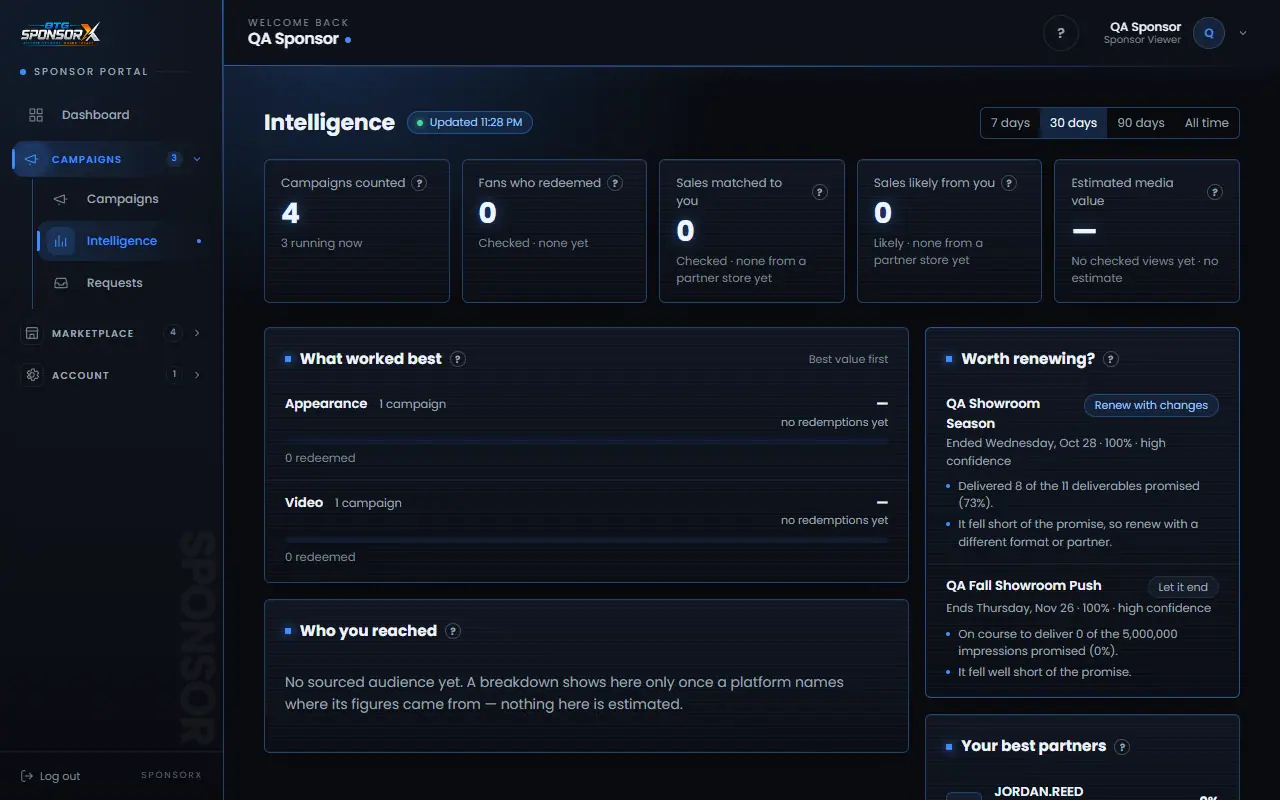 BTG
SPONSORX
SPONSOR PORTAL
Dashboard
CAMPAIGNS 3
Campaigns
Intelligence
Requests
MARKETPLACE 4
ACCOUNT 1
SPONSOR
Log out SPONSORX
WELCOME BACK
QA Sponsor
?
QA Sponsor
Sponsor Viewer
Q
Intelligence
Updated 11:28 PM
7 days 30 days 90 days All time
Campaigns counted ?
4
3 running now
Fans who redeemed ?
0
Checked · none yet
Sales matched to
you
?
0
Checked · none from a
partner store yet
Sales likely from you ?
0
Likely · none from a
partner store yet
Estimated media
value
?
—
No checked views yet · no
estimate
What worked best ? Best value first
Appearance 1 campaign —
no redemptions yet
0 redeemed
Video 1 campaign —
no redemptions yet
0 redeemed
Who you reached ?
No sourced audience yet. A breakdown shows here only once a platform names
where its figures came from — nothing here is estimated.
Worth renewing? ?
QA Showroom
Season
Renew with changes
Ended Wednesday, Oct 28 · 100% · high
confidence
Delivered 8 of the 11 deliverables promised
(73%).
It fell short of the promise, so renew with a
different format or partner.
QA Fall Showroom Push Let it end
Ends Thursday, Nov 26 · 100% · high confidence
On course to deliver 0 of the 5,000,000
impressions promised (0%).
It fell well short of the promise.
Your best partners ?
JORDAN.REED